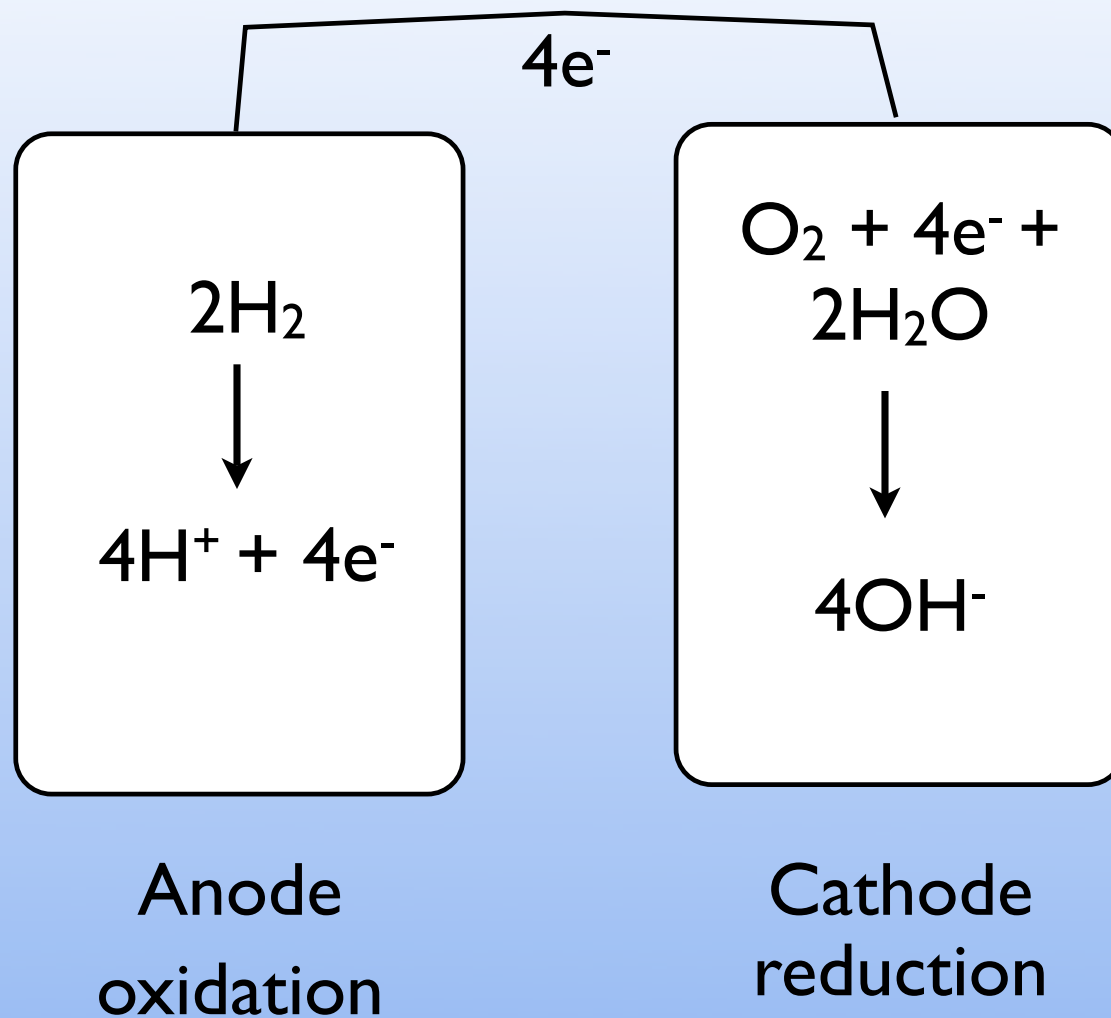 4e⁻
2H₂
4H⁺ + 4e⁻
Anode
oxidation
O₂ + 4e⁻ +
2H₂O
4OH⁻
Cathode
reduction